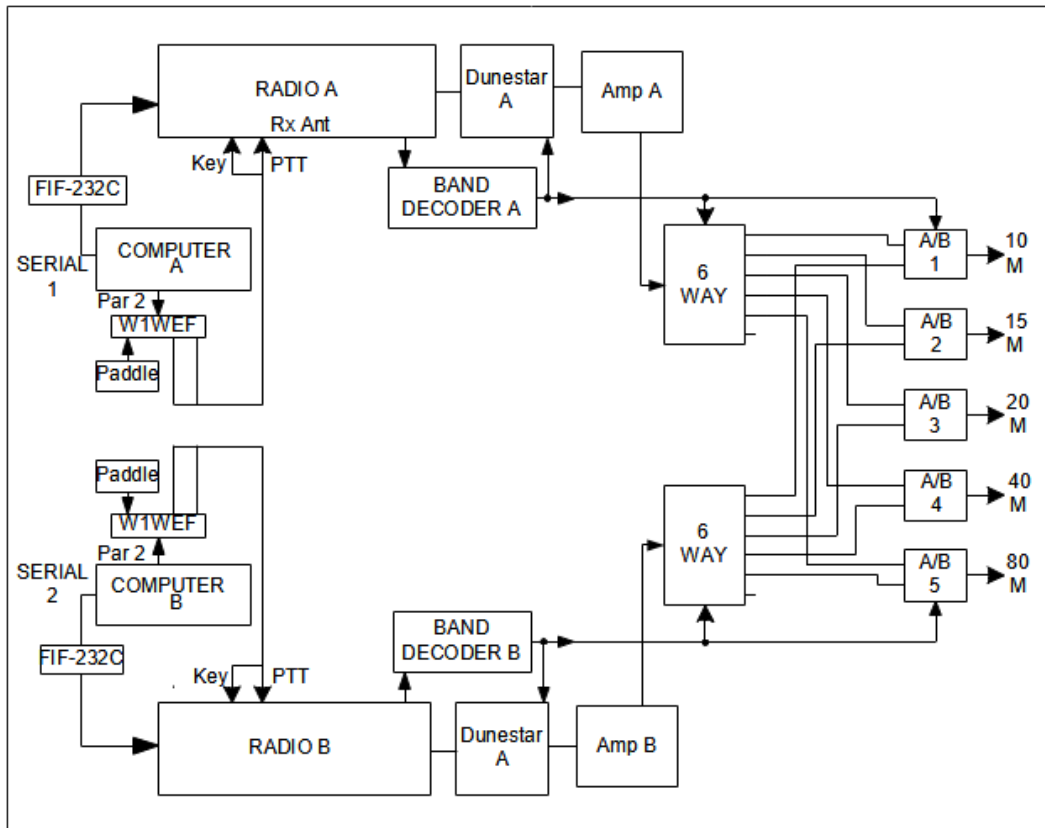 RADIO A
Rx Ant
Dunestar
A
Amp A
Key
PTT
FIF-232C
BAND
DECODER A
COMPUTER
A
SERIAL
1
Par 2
W1WEF
Paddle
6
WAY
A/B
1
10
M
A/B
2
15
M
A/B
3
20
M
A/B
4
40
M
A/B
5
80
M
Paddle
W1WEF
Par 2
SERIAL
2
COMPUTER
B
FIF-232C
6
WAY
BAND
DECODER B
Key
PTT
RADIO B
Dunestar
A
Amp B